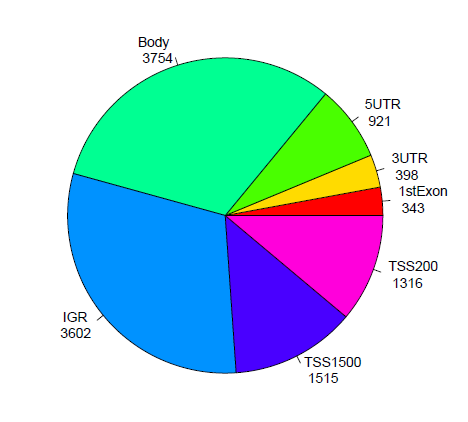 Body
3754
5UTR
921
3UTR
398
1stExon
343
TSS200
1316
IGR
3602
TSS1500
1515